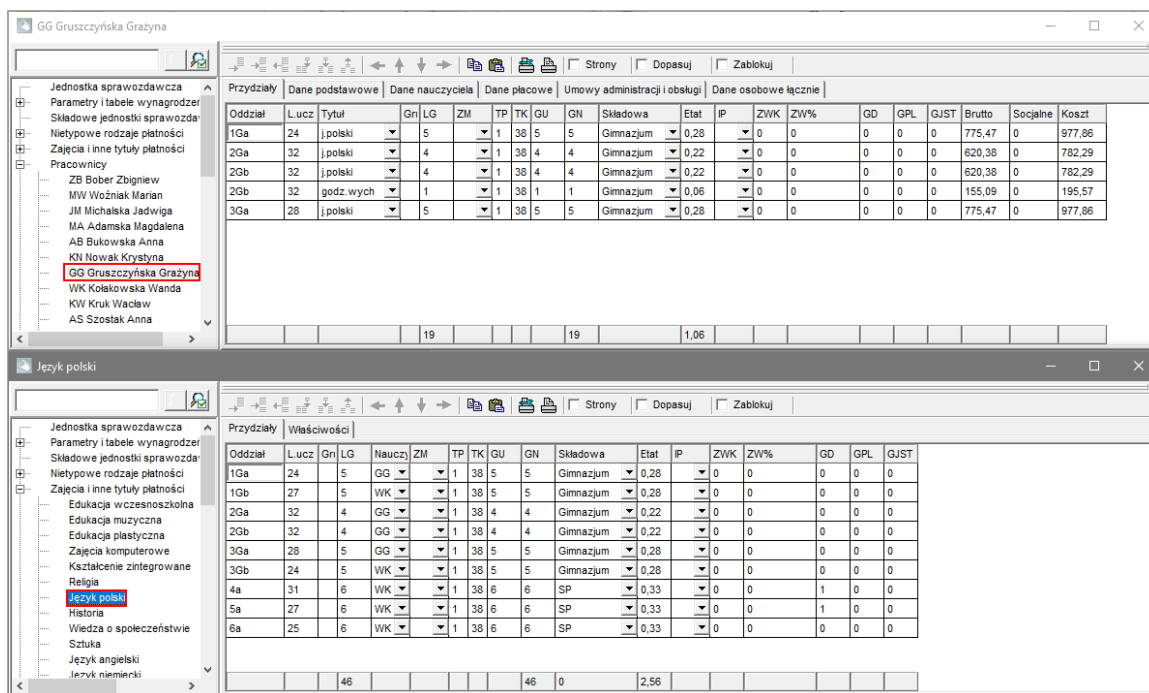 GG Gruszczyńska Grażyna
Strony Dopasuj Zablokuj
Jednostka sprawozdawcza
Parametry i tabele wynagrodzeń
Składowe jednostki sprawozda
Nietypowe rodzaje płatności
Zajęcia i inne tytuły płatności
Pracownicy
ZB Bober Zbigniew
MW Woźniak Marian
JM Michalska Jadwiga
MA Adamska Magdalena
AB Bukowska Anna
KN Nowak Krystyna
GG Gruszczyńska Grażyna
WK Kołakowska Wanda
KW Kruk Wacław
AS Szostak Anna
Przydziały Dane podstawowe Dane nauczyciela Dane płacowe Umowy administracji i obsługi Dane osobowe łącznie
Oddział L.ucz Tytuł Gru LG ZM TP TK GU GN Składowa Etat IP ZWK ZW% GD GPL GJST Brutto Socjalne Koszt
1Ga 24 j.polski 5 1 38 5 5 Gimnazjum 0,28 0 0 0 0 0 775,47 0 977,86
2Ga 32 j.polski 4 1 38 4 4 Gimnazjum 0,22 0 0 0 0 0 620,38 0 782,29
2Gb 32 j.polski 4 1 38 4 4 Gimnazjum 0,22 0 0 0 0 0 620,38 0 782,29
2Gb 32 godz.wych 1 1 38 1 1 Gimnazjum 0,06 0 0 0 0 0 155,09 0 195,57
3Ga 28 j.polski 5 1 38 5 5 Gimnazjum 0,28 0 0 0 0 0 775,47 0 977,86
19 19 1,06
Język polski
Strony Dopasuj Zablokuj
Jednostka sprawozdawcza
Parametry i tabele wynagrodzeń
Składowe jednostki sprawozda
Nietypowe rodzaje płatności
Zajęcia i inne tytuły płatności
Edukacja wczesnoszkolna
Edukacja muzyczna
Edukacja plastyczna
Zajęcia komputerowe
Kształcenie zintegrowane
Religia
Język polski
Historia
Wiedza o społeczeństwie
Sztuka
Język angielski
Język niemiecki
Przydziały Właściwości
Oddział L.ucz Gru LG Nauczy ZM TP TK GU GN Składowa Etat IP ZWK ZW% GD GPL GJST
1Ga 24 5 GG 1 38 5 5 Gimnazjum 0,28 0 0 0 0 0
1Gb 27 5 WK 1 38 5 5 Gimnazjum 0,28 0 0 0 0 0
2Ga 32 4 GG 1 38 4 4 Gimnazjum 0,22 0 0 0 0 0
2Gb 32 4 GG 1 38 4 4 Gimnazjum 0,22 0 0 0 0 0
3Ga 28 5 GG 1 38 5 5 Gimnazjum 0,28 0 0 0 0 0
3Gb 24 5 WK 1 38 5 5 Gimnazjum 0,28 0 0 0 0 0
4a 31 6 WK 1 38 6 6 SP 0,33 0 0 1 0 0
5a 27 6 WK 1 38 6 6 SP 0,33 0 0 1 0 0
6a 25 6 WK 1 38 6 6 SP 0,33 0 0 0 0 0
46 46 0 2,56